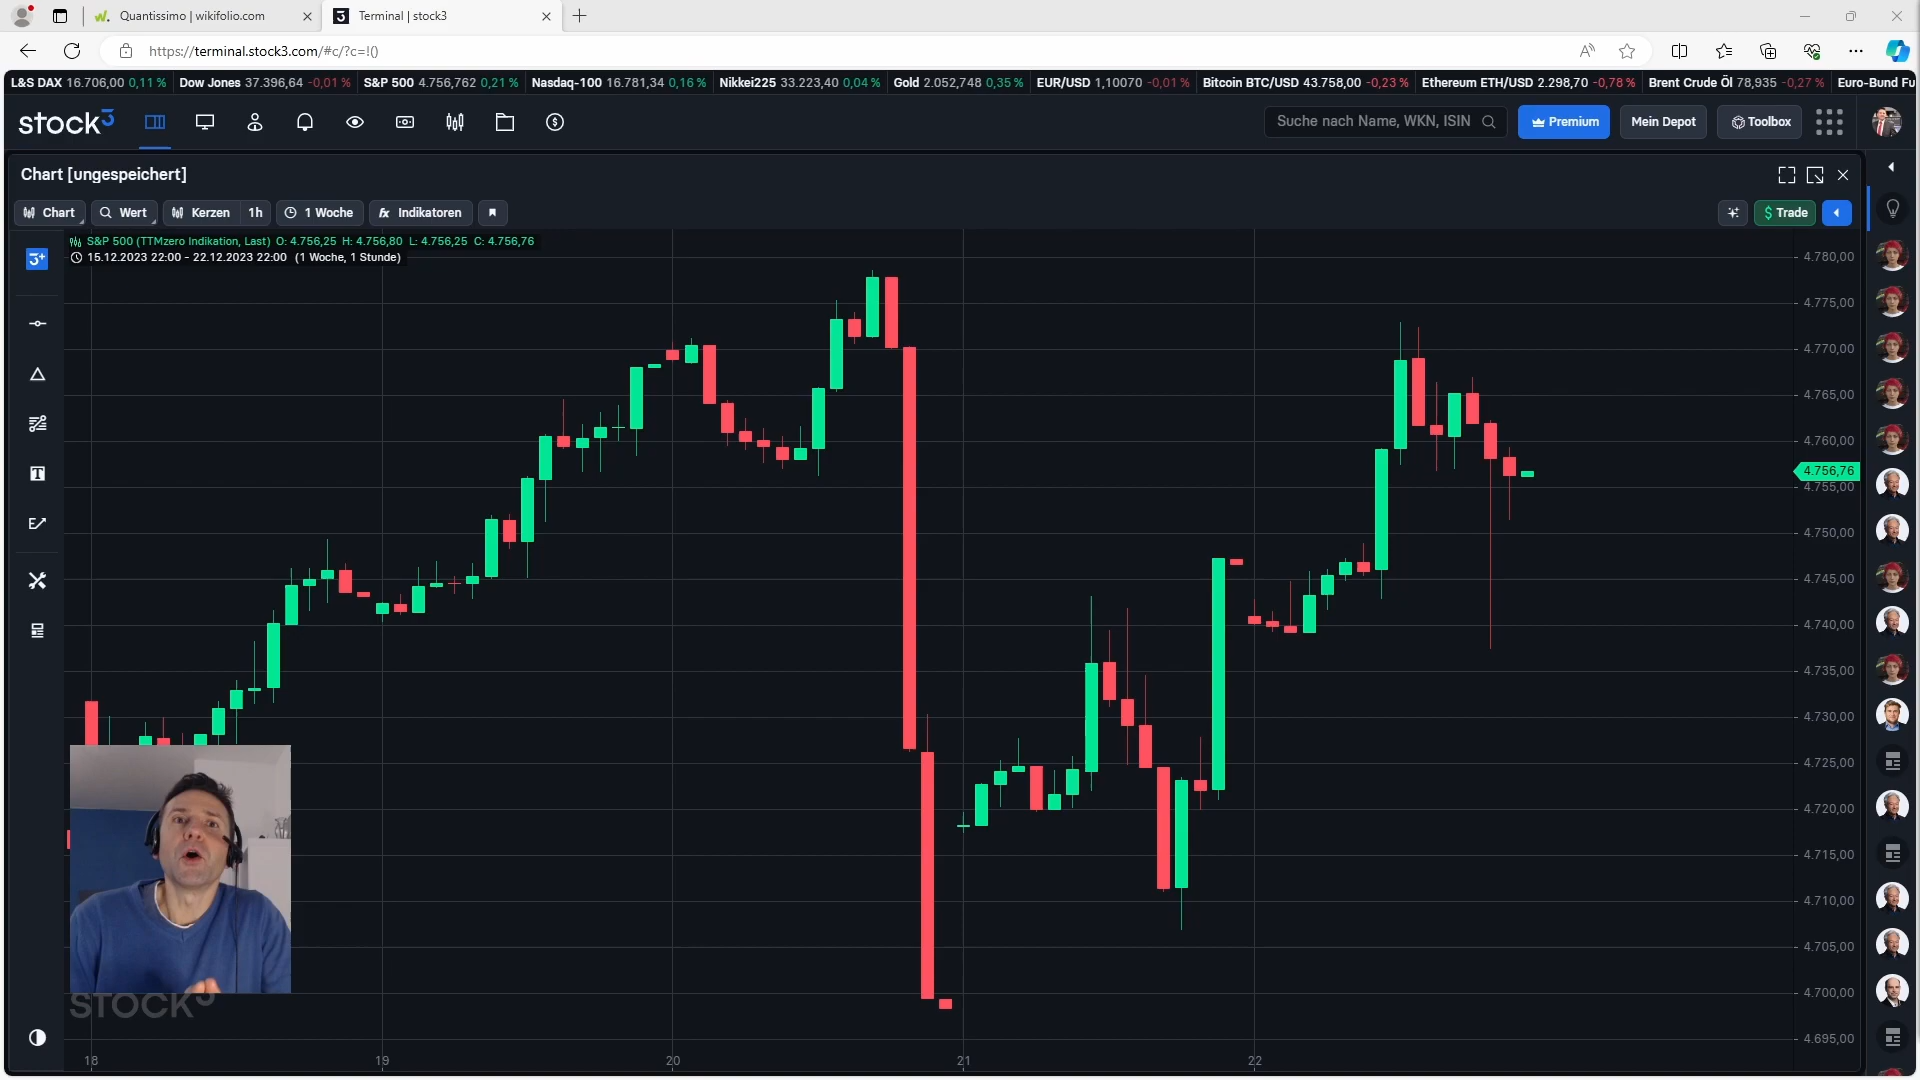 Quantissimo | wikifolio.com
Terminal | stock3
https://terminal.stock3.com/#c/?c=!()
L&S DAX 16.706,00 0,11 % Dow Jones 37.396,64 -0,01 % S&P 500 4.756,762 0,21 % Nasdaq-100 16.781,34 0,16 % Nikkei225 33.223,40 0,04 % Gold 2.052,748 0,35 % EUR/USD 1,10070 -0,01 % Bitcoin BTC/USD 43.758,00 -0,23 % Ethereum ETH/USD 2.298,70 -0,78 % Brent Crude Öl 78,935 -0,27 % Euro-Bund Fu
stock3
Suche nach Name, WKN, ISIN
Premium
Mein Depot
Toolbox
Chart [ungespeichert]
Chart Wert Kerzen 1h 1 Woche fx Indikatoren
$ Trade
S&P 500 (TTMzero Indikation, Last) O: 4.756,25 H: 4.756,80 L: 4.756,25 C: 4.756,76
15.12.2023 22:00 - 22.12.2023 22:00 (1 Woche, 1 Stunde)
4.780,00
4.775,00
4.770,00
4.765,00
4.760,00
4.756,76
4.755,00
4.750,00
4.745,00
4.740,00
4.735,00
4.730,00
4.725,00
4.720,00
4.715,00
4.710,00
4.705,00
4.700,00
4.695,00
STOCK3
18 19 20 21 22